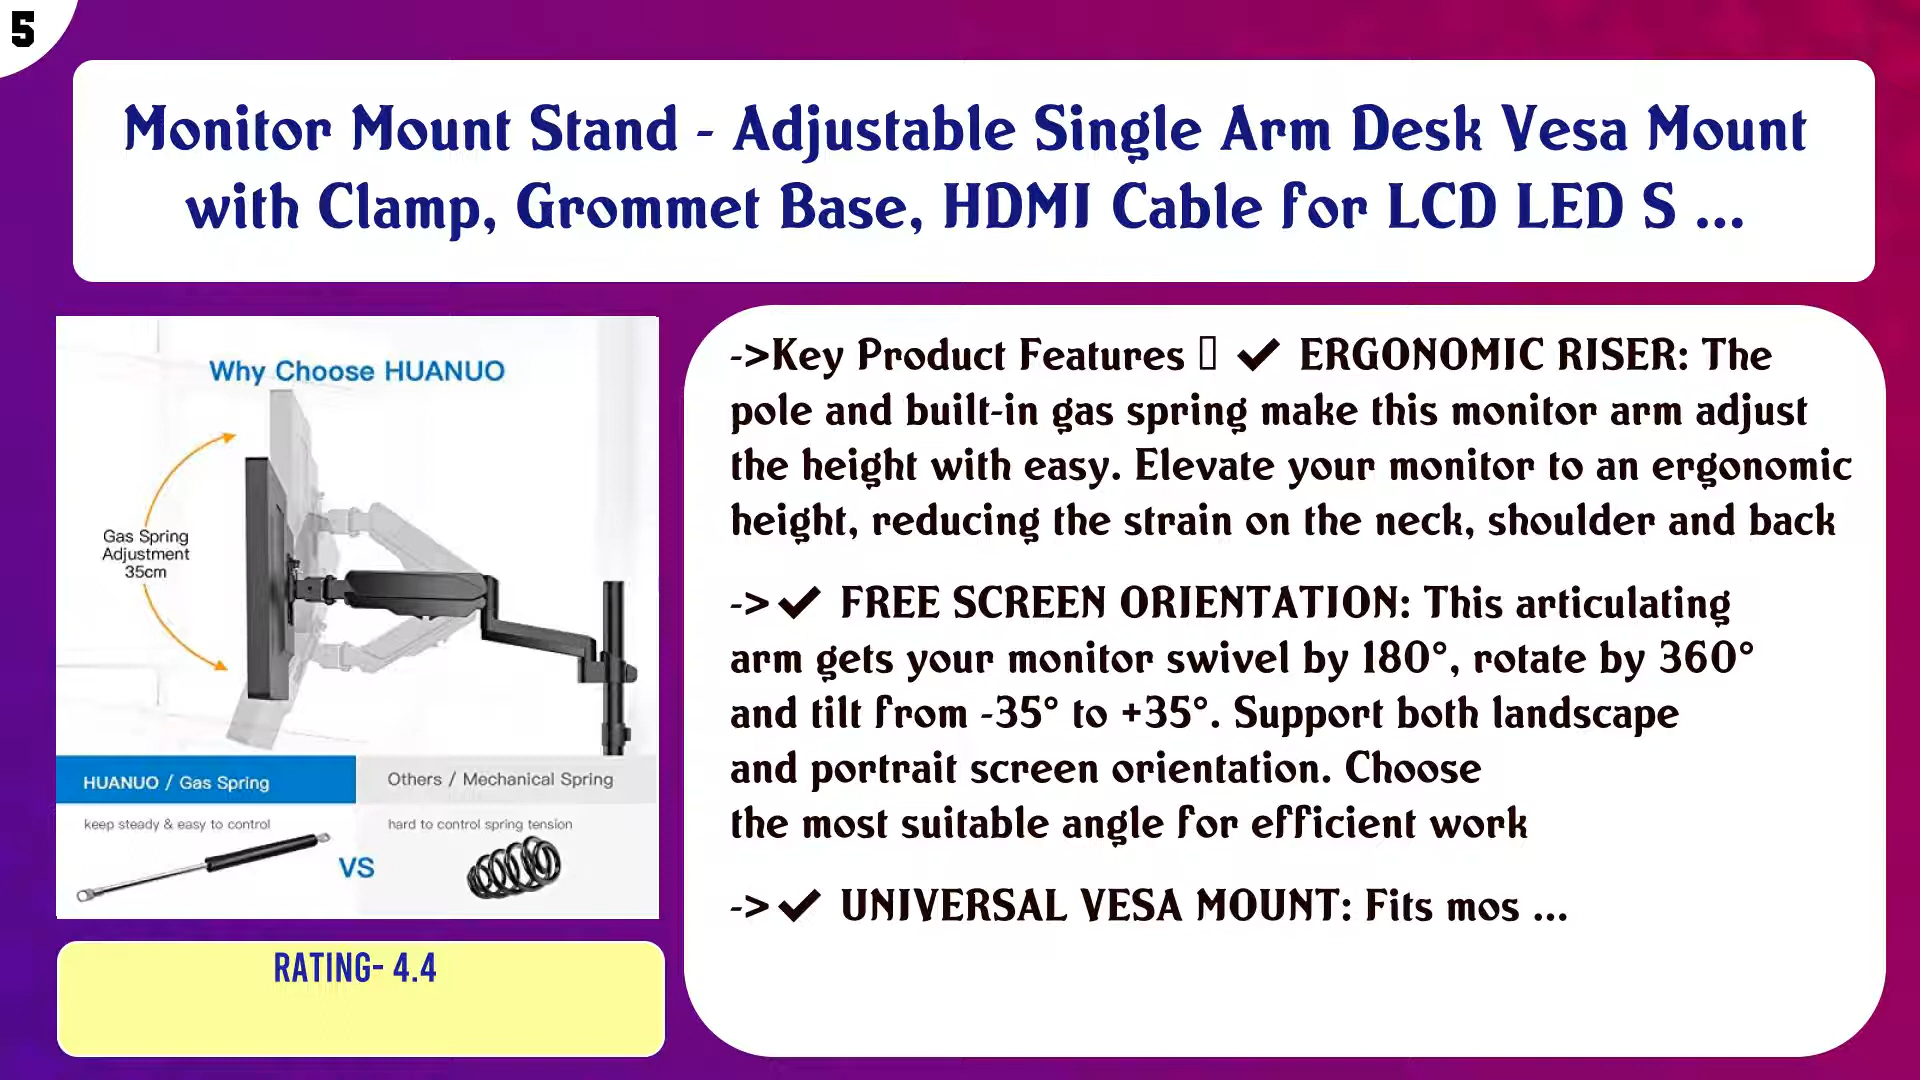 5
Monitor Mount Stand - Adjustable Single Arm Desk Vesa Mount
with Clamp, Grommet Base, HDMI Cable for LCD LED S ...
Why Choose HUANUO
Gas Spring
Adjustment
35cm
HUANUO / Gas Spring
Others / Mechanical Spring
keep steady & easy to control
hard to control spring tension
VS
RATING- 4.4
->Key Product Features ▯ ✔ ERGONOMIC RISER: The
pole and built-in gas spring make this monitor arm adjust
the height with easy. Elevate your monitor to an ergonomic
height, reducing the strain on the neck, shoulder and back
->✔ FREE SCREEN ORIENTATION: This articulating
arm gets your monitor swivel by 180°, rotate by 360°
and tilt from -35° to +35°. Support both landscape
and portrait screen orientation. Choose
the most suitable angle for efficient work
->✔ UNIVERSAL VESA MOUNT: Fits mos ...